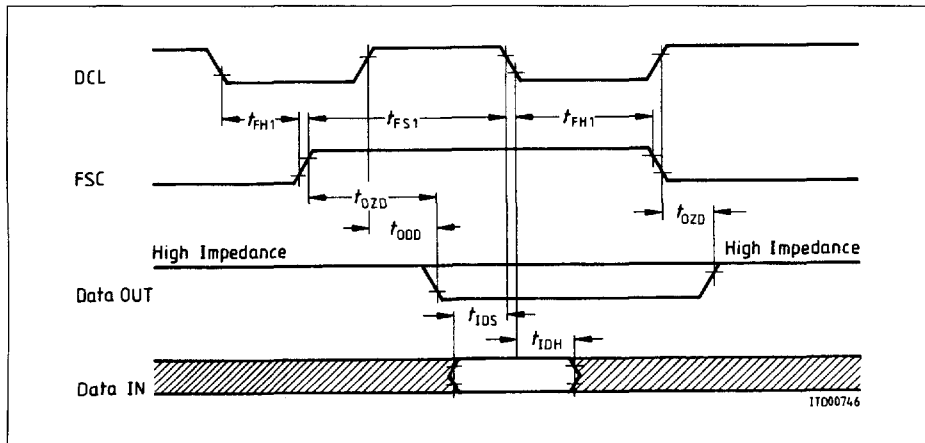 DCL
tFH1 tFS1 tFH1
FSC
tOZD tOZD
tODD
High Impedance High Impedance
Data OUT
tIDS
tIDH
Data IN
ITD00746